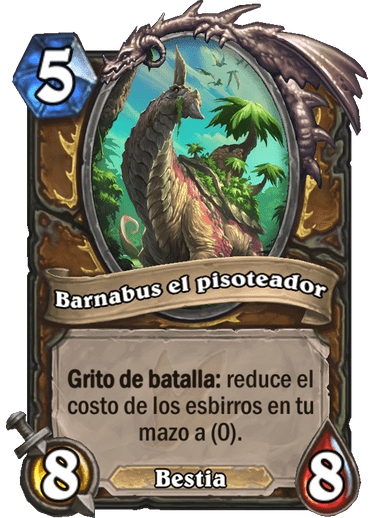 5
Barnabus el pisoteador
Grito de batalla: reduce el
costo de los esbirros en tu
mazo a (0).
8
Bestia
8